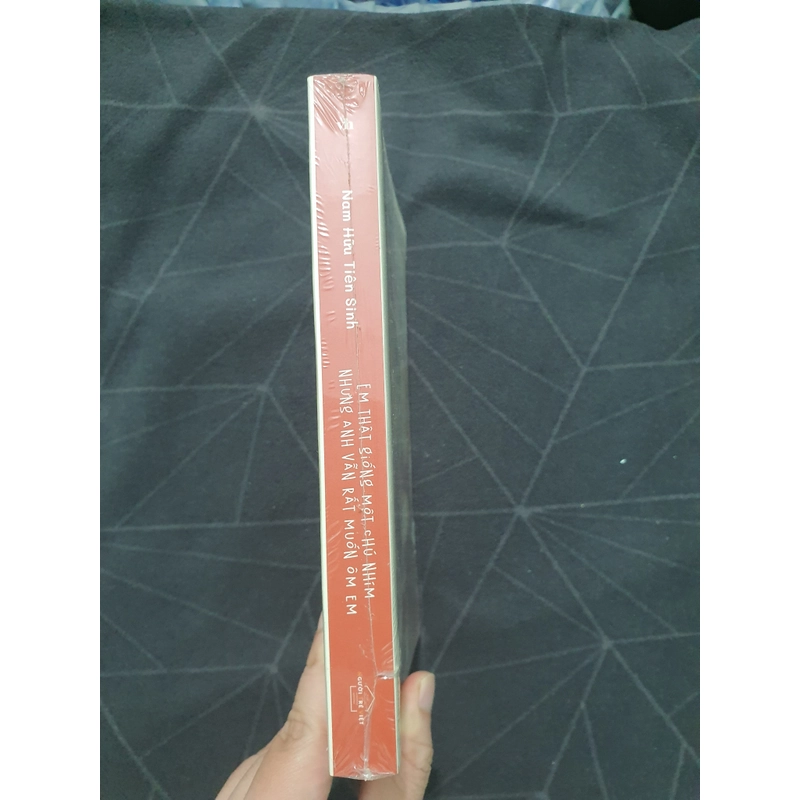 Nam Hữu Tiên Sinh
EM THẬT GIỐNG MỘT CHÚ NHÍM
NHƯNG ANH VẪN RẤT MUỐN ÔM EM